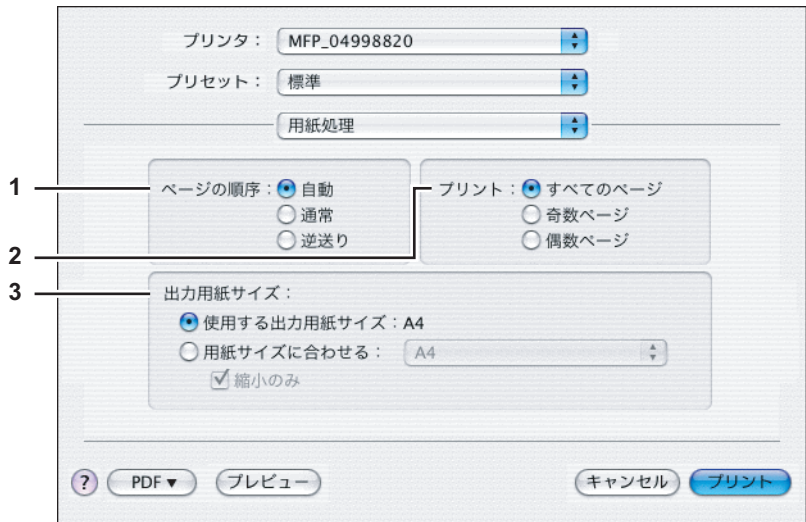 プリンタ： MFP_04998820
プリセット： 標準
用紙処理
1
ページの順序： 自動
通常
逆送り
2
プリント： すべてのページ
奇数ページ
偶数ページ
3
出力用紙サイズ：
使用する出力用紙サイズ：A4
用紙サイズに合わせる： A4
縮小のみ
? PDF▼ プレビュー キャンセル プリント